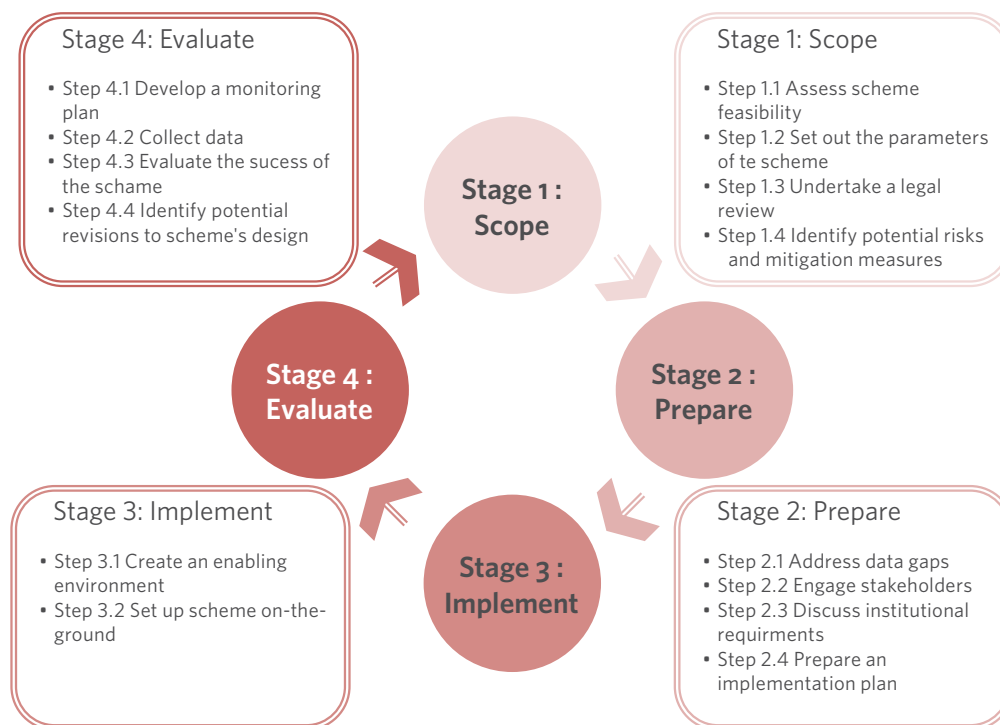 Stage 4: Evaluate
• Step 4.1 Develop a monitoring
plan
• Step 4.2 Collect data
• Step 4.3 Evaluate the sucess of
the schame
• Step 4.4 Identify potential
revisions to scheme's design
Stage 1: Scope
• Step 1.1 Assess scheme
feasibility
• Step 1.2 Set out the parameters
of te scheme
• Step 1.3 Undertake a legal
review
• Step 1.4 Identify potential risks
and mitigation measures
Stage 1 :
Scope
Stage 4 :
Evaluate
Stage 2 :
Prepare
Stage 3 :
Implement
Stage 3: Implement
• Step 3.1 Create an enabling
environment
• Step 3.2 Set up scheme on-the-
ground
Stage 2: Prepare
• Step 2.1 Address data gaps
• Step 2.2 Engage stakeholders
• Step 2.3 Discuss institutional
requirments
• Step 2.4 Prepare an
implementation plan